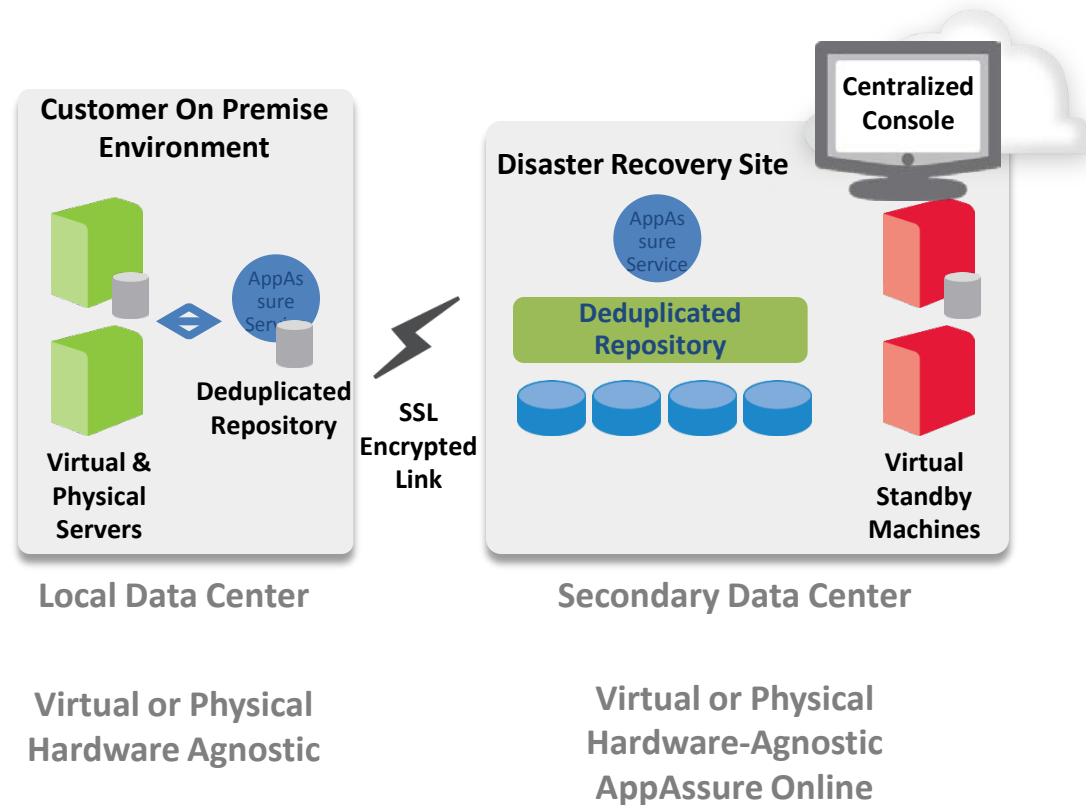 Customer On Premise
Environment
AppAs
sure
Service
Deduplicated
Repository
Virtual &
Physical
Servers
SSL
Encrypted
Link
Centralized
Console
Disaster Recovery Site
AppAs
sure
Service
Deduplicated
Repository
Virtual
Standby
Machines
Local Data Center
Secondary Data Center
Virtual or Physical
Hardware Agnostic
Virtual or Physical
Hardware-Agnostic
AppAssure Online